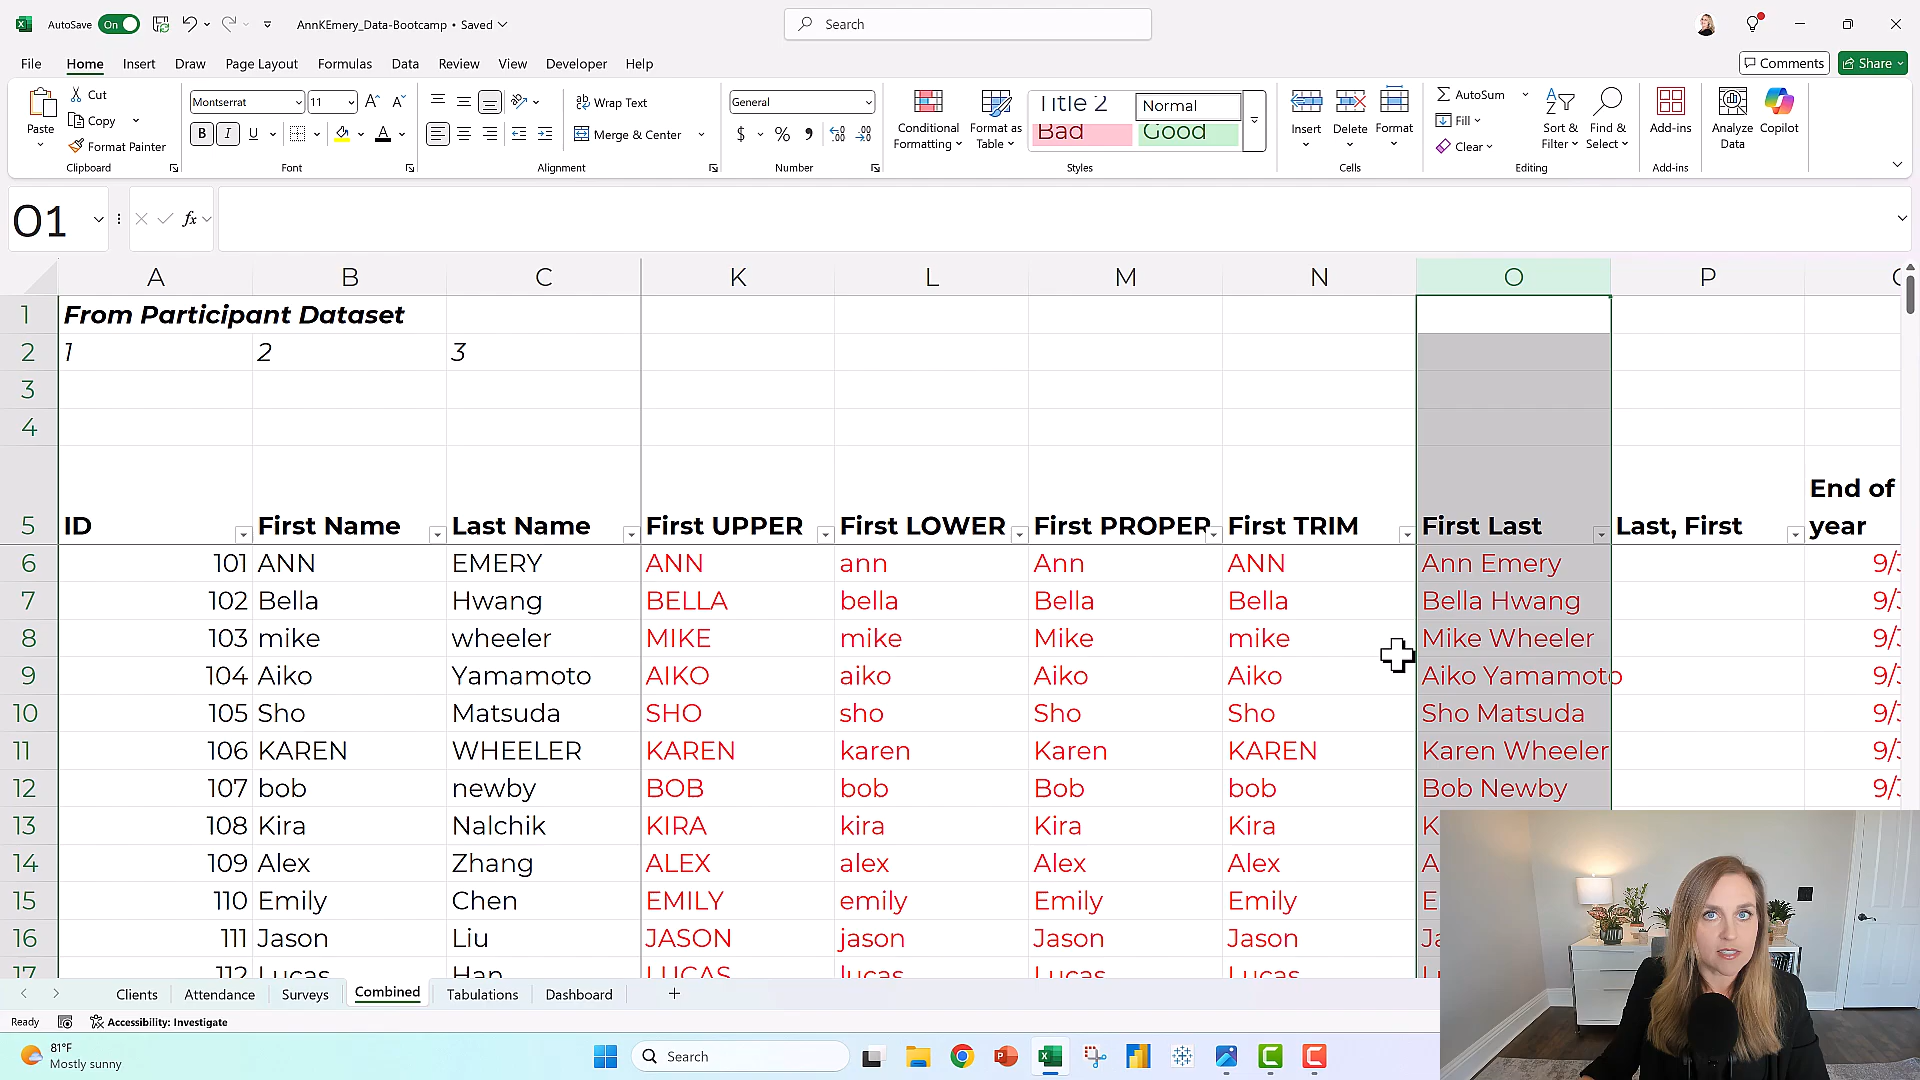 AutoSave On AnnKEmery_Data-Bootcamp • Saved Search
File Home Insert Draw Page Layout Formulas Data Review View Developer Help Comments Share
Paste Cut Copy Format Painter Clipboard
Montserrat 11 B I U A Font
Wrap Text Merge & Center Alignment
General $ % Number
Conditional Formatting Format as Table Title 2 Normal Bad Good Styles
Insert Delete Format Cells
AutoSum Fill Clear Sort & Filter Find & Select Editing
Add-ins Add-ins Analyze Data Copilot
O1 fx
A B C K L M N O P
1 From Participant Dataset
2 1 2 3
3
4
5 ID First Name Last Name First UPPER First LOWER First PROPER First TRIM First Last Last, First End of year
6 101 ANN EMERY ANN ann Ann ANN Ann Emery
7 102 Bella Hwang BELLA bella Bella Bella Bella Hwang
8 103 mike wheeler MIKE mike Mike mike Mike Wheeler
9 104 Aiko Yamamoto AIKO aiko Aiko Aiko Aiko Yamamoto
10 105 Sho Matsuda SHO sho Sho Sho Sho Matsuda
11 106 KAREN WHEELER KAREN karen Karen KAREN Karen Wheeler
12 107 bob newby BOB bob Bob bob Bob Newby
13 108 Kira Nalchik KIRA kira Kira Kira K
14 109 Alex Zhang ALEX alex Alex Alex A
15 110 Emily Chen EMILY emily Emily Emily E
16 111 Jason Liu JASON jason Jason Jason
17 112 Lucas Han LUCAS lucas Lucas Lucas
Clients Attendance Surveys Combined Tabulations Dashboard +
Ready Accessibility: Investigate
81°F
Mostly sunny
Search